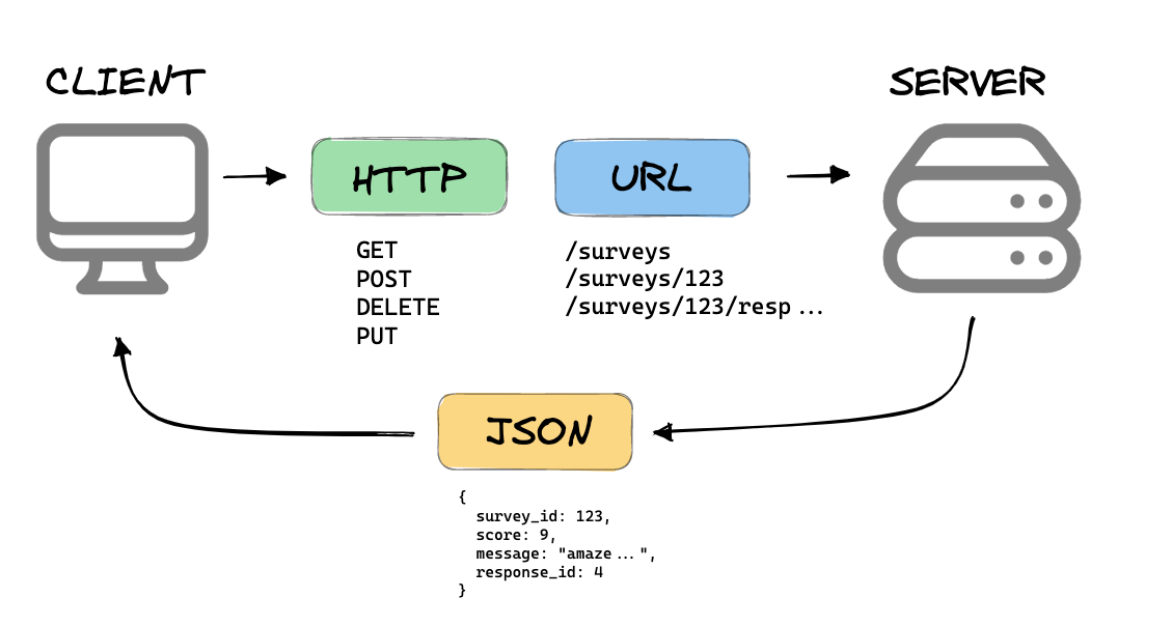 CLIENT
SERVER
HTTP
URL
GET
POST
DELETE
PUT
/surveys
/surveys/123
/surveys/123/resp ...
JSON
{
survey_id: 123,
score: 9,
message: "amaze ... ",
response_id: 4
}